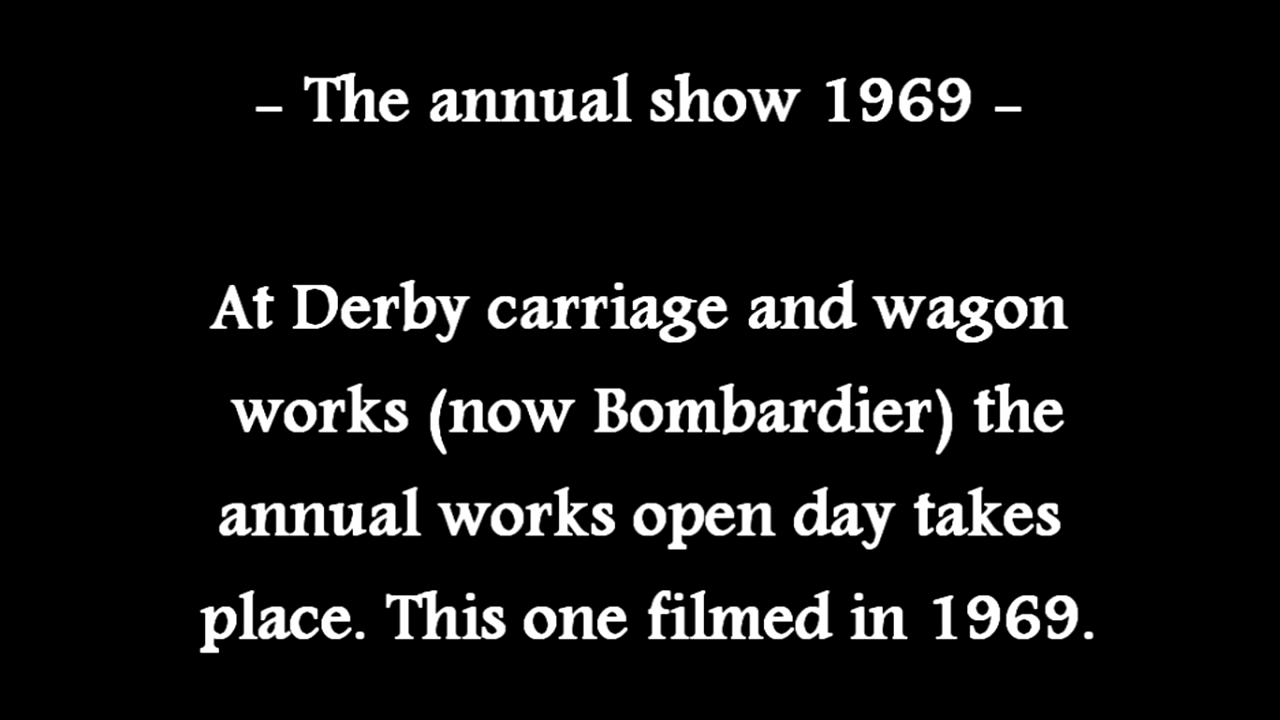 - The annual show 1969 -
At Derby carriage and wagon
works (now Bombardier) the
annual works open day takes
place. This one filmed in 1969.